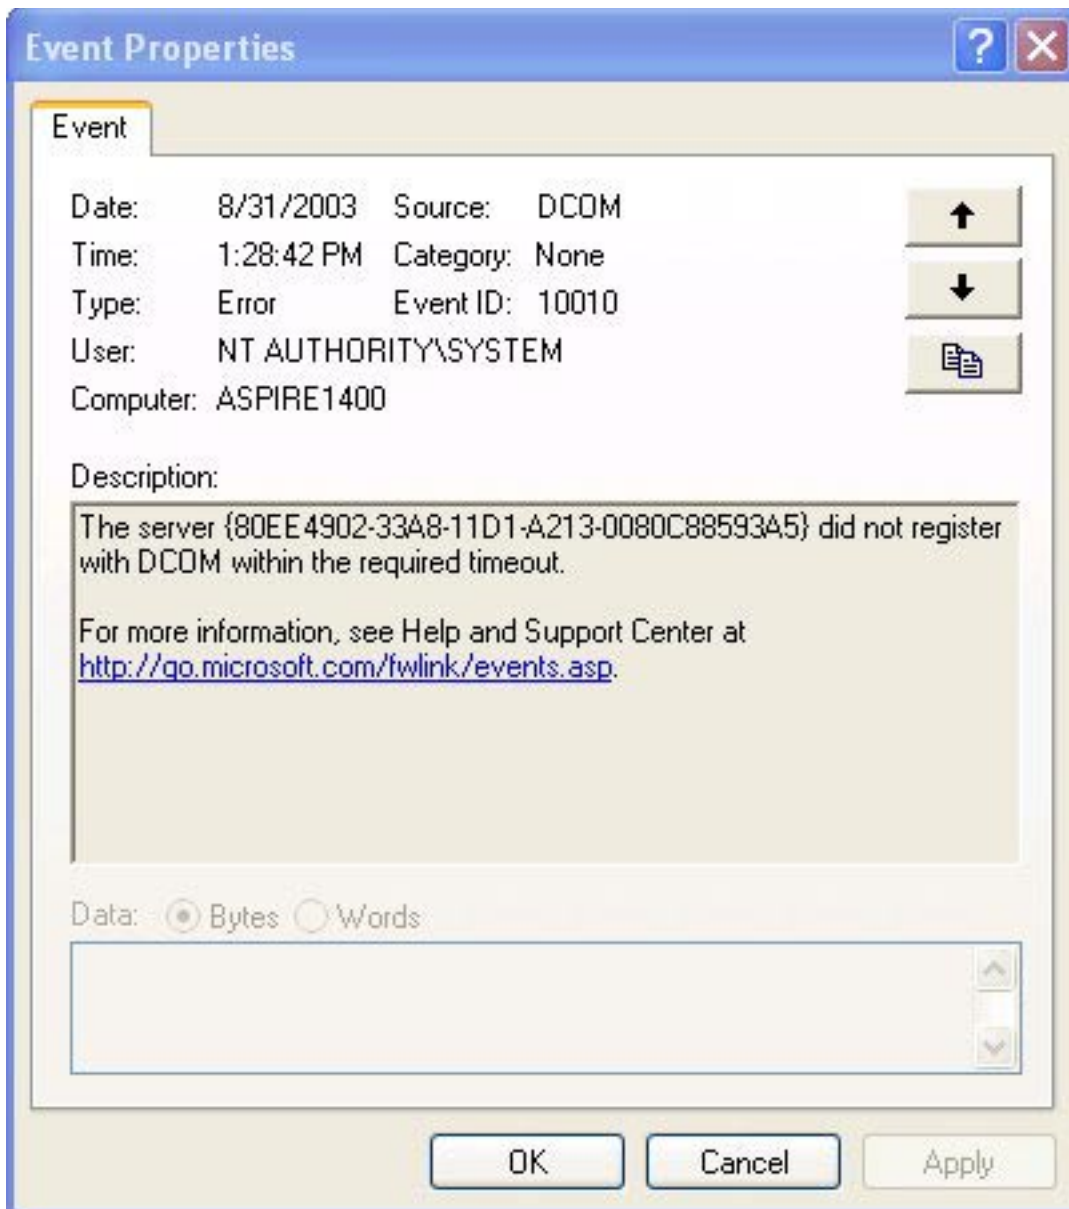 Event Properties
Event
Date: 8/31/2003 Source: DCOM
Time: 1:28:42 PM Category: None
Type: Error Event ID: 10010
User: NT AUTHORITY\SYSTEM
Computer: ASPIRE1400
Description:
The server {80EE4902-33A8-11D1-A213-0080C88593A5} did not register
with DCOM within the required timeout.
For more information, see Help and Support Center at
http://go.microsoft.com/fwlink/events.asp.
Data: Bytes Words
OK Cancel Apply